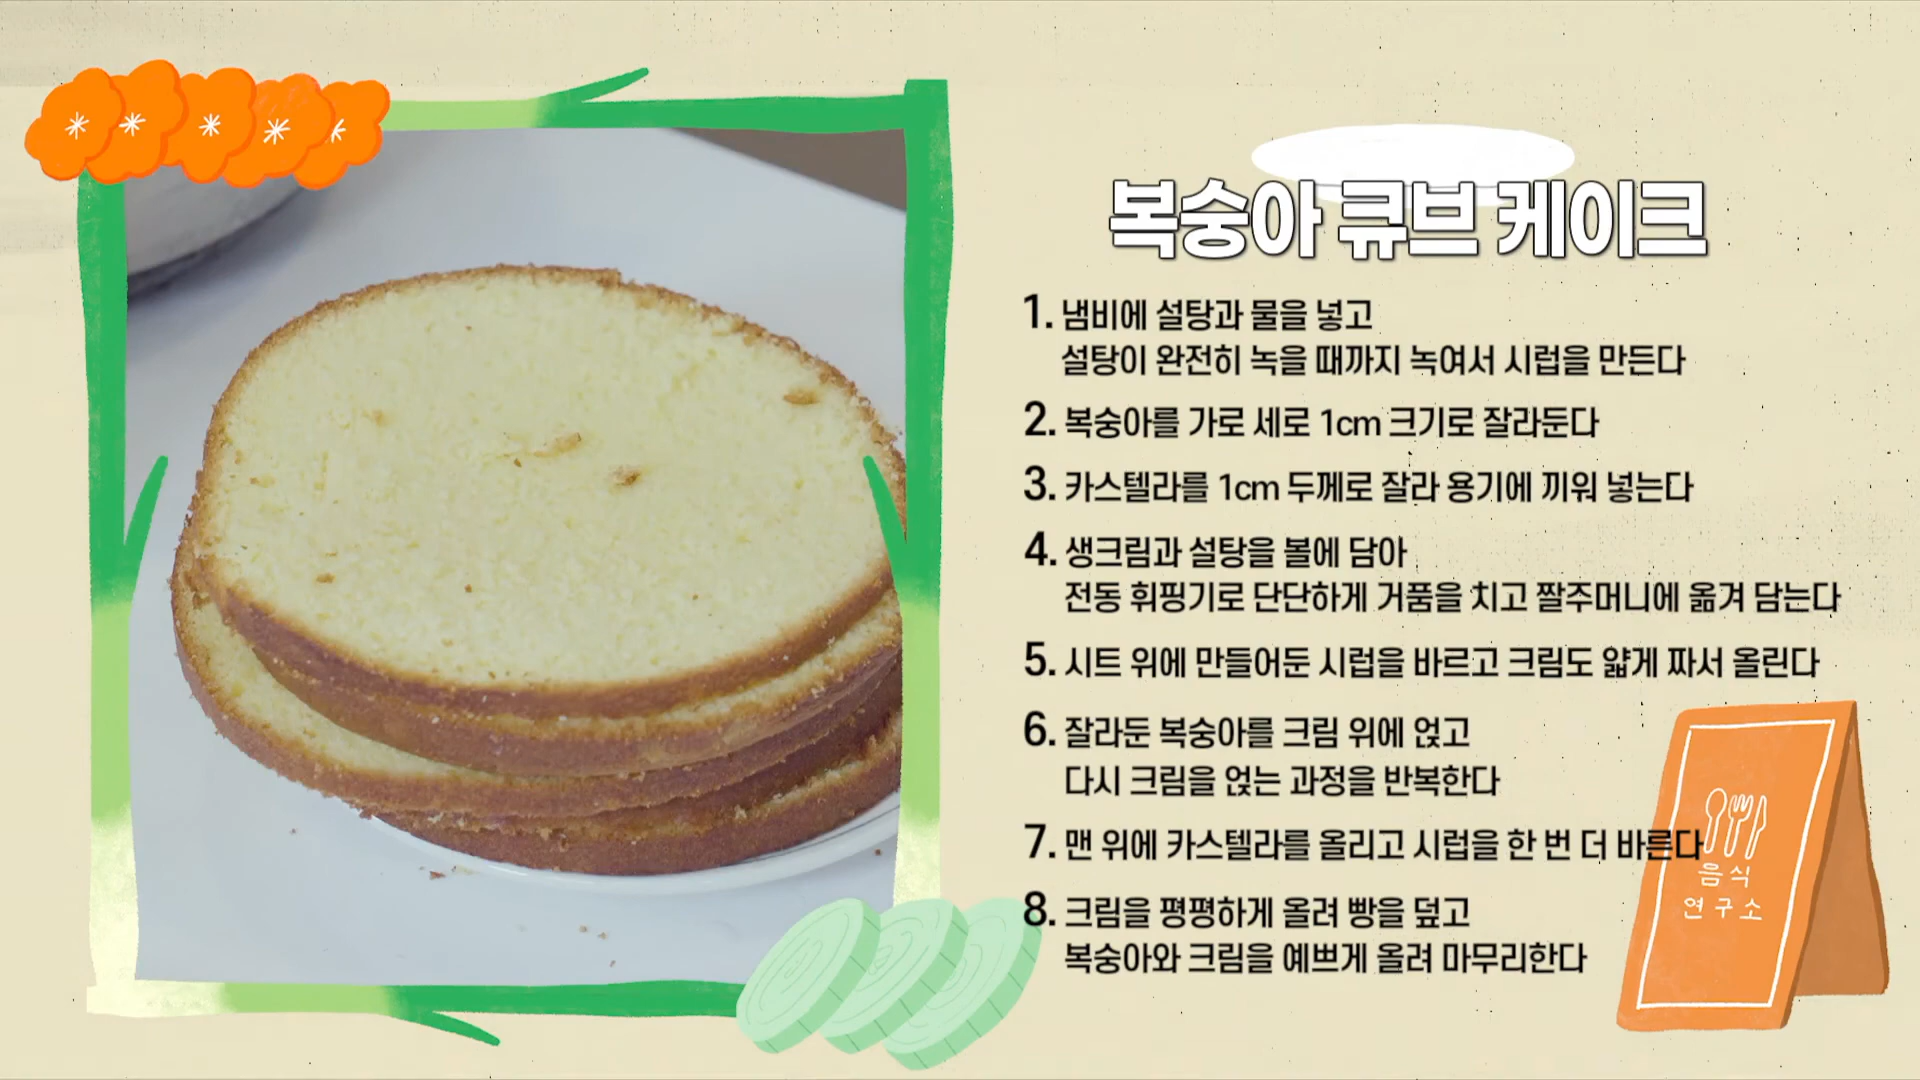 복숭아 큐브 케이크
1. 냄비에 설탕과 물을 넣고
설탕이 완전히 녹을 때까지 녹여서 시럽을 만든다
2. 복숭아를 가로 세로 1cm 크기로 잘라둔다
3. 카스텔라를 1cm 두께로 잘라 용기에 끼워 넣는다
4. 생크림과 설탕을 볼에 담아
전동 휘핑기로 단단하게 거품을 치고 짤주머니에 옮겨 담는다
5. 시트 위에 만들어둔 시럽을 바르고 크림도 얇게 짜서 올린다
6. 잘라둔 복숭아를 크림 위에 얹고
다시 크림을 얹는 과정을 반복한다
7. 맨 위에 카스텔라를 올리고 시럽을 한 번 더 바른다
8. 크림을 평평하게 올려 빵을 덮고
복숭아와 크림을 예쁘게 올려 마무리한다
음식
연구소